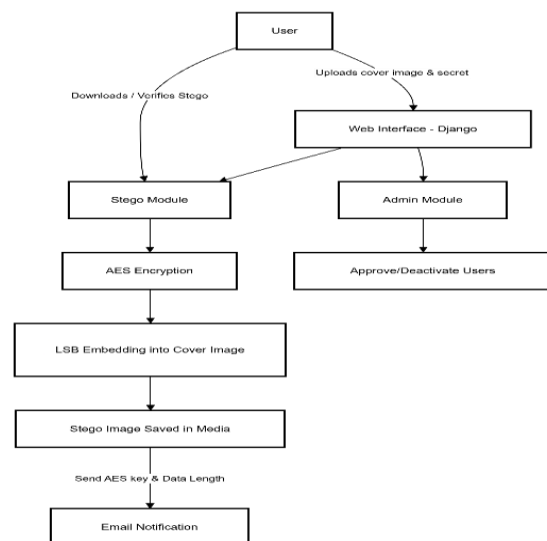 User
Uploads cover image & secret
Downloads / Verifies Stego
Web Interface - Django
Stego Module
Admin Module
AES Encryption
Approve/Deactivate Users
LSB Embedding into Cover Image
Stego Image Saved in Media
Send AES key & Data Length
Email Notification